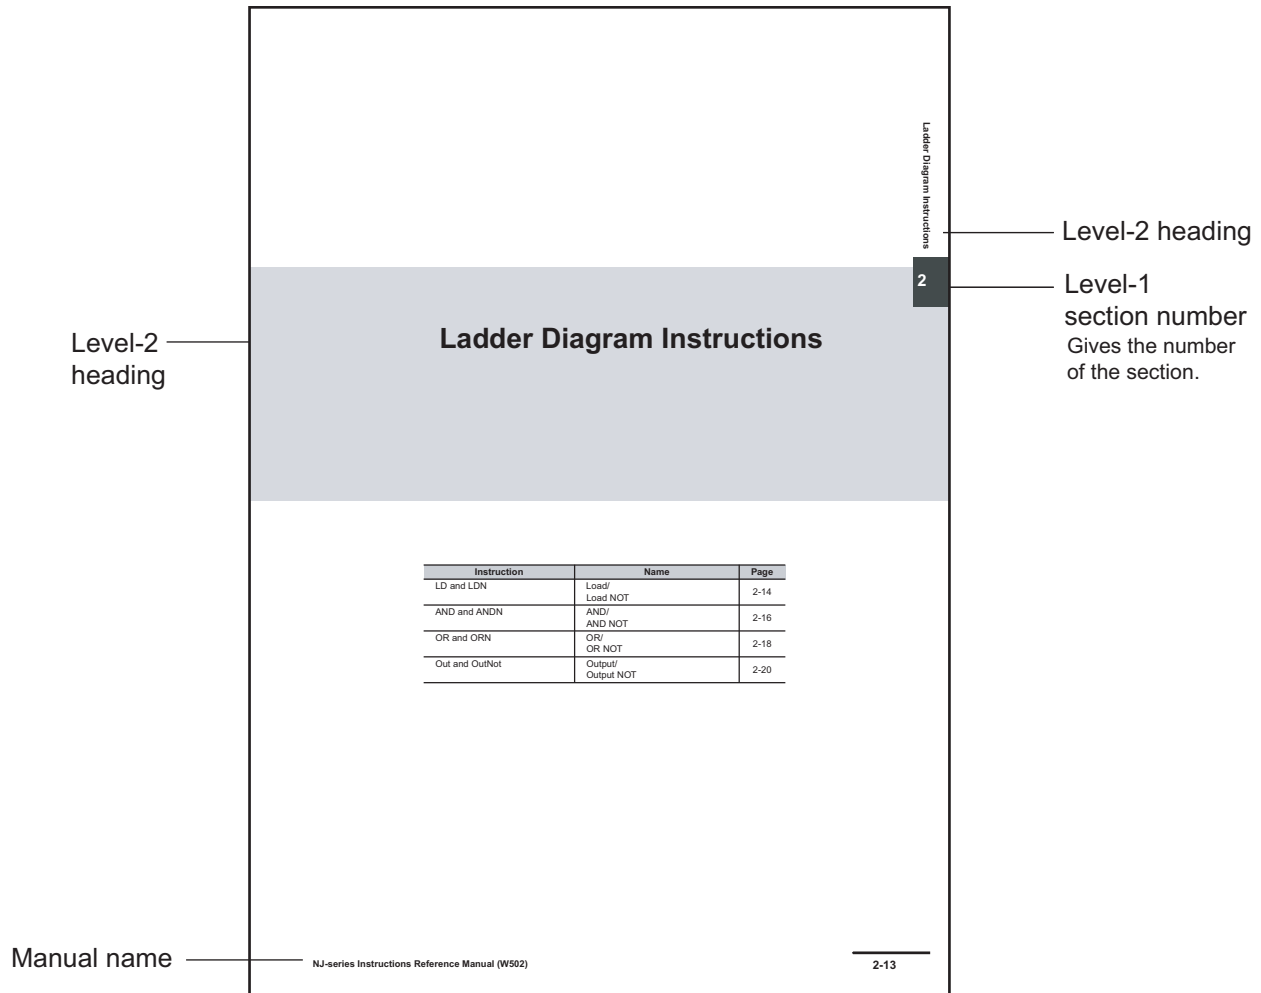 Ladder Diagram Instructions
Level-2 heading
2
Level-1
section number
Gives the number
of the section.
Level-2
heading
Ladder Diagram Instructions
Instruction Name Page
LD and LDN Load/
Load NOT 2-14
AND and ANDN AND/
AND NOT 2-16
OR and ORN OR/
OR NOT 2-18
Out and OutNot Output/
Output NOT 2-20
Manual name
NJ-series Instructions Reference Manual (W502)
2-13